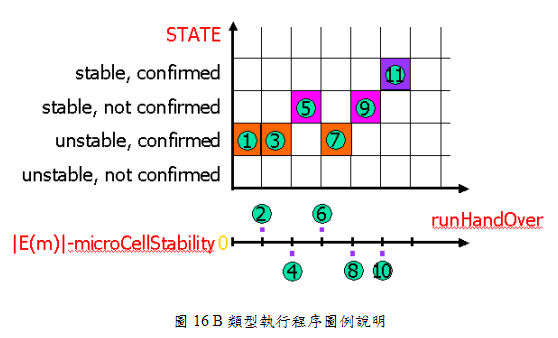 STATE
stable, confirmed
11
stable, not confirmed
5 9
unstable, confirmed
1 3 7
unstable, not confirmed
2 6
runHandOver
|E(m)|-microCellStability 0
4 8 10
圖 16 B 類型執行程序圖例說明